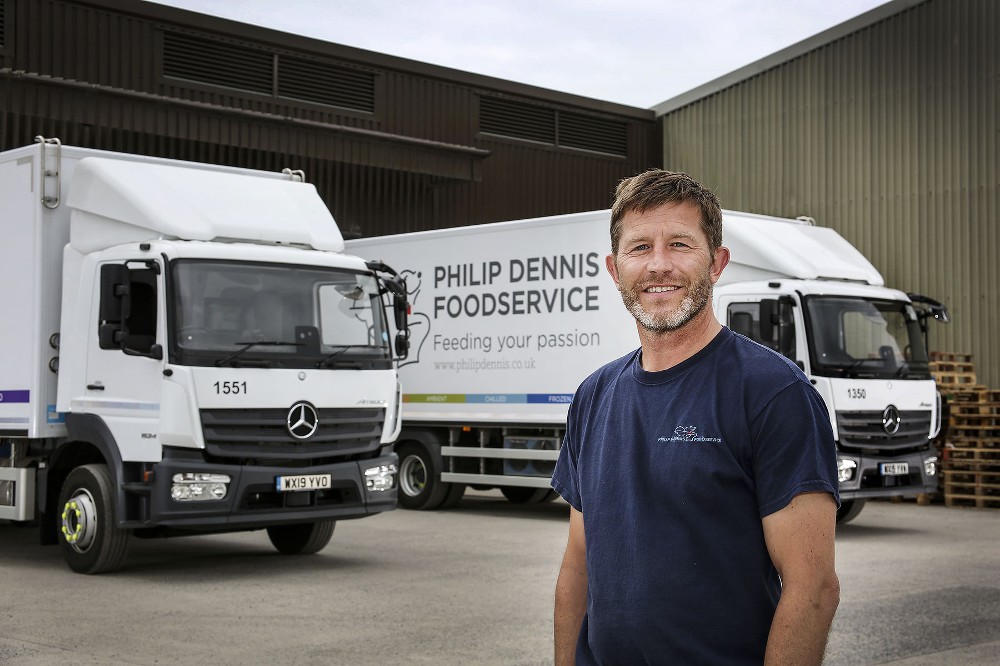 PHILIP DENNIS
FOODSERVICE
Feeding your passion
www.philipdennis.co.uk
AMBIENT CHILLED FROZEN
1551
WX19 YVO
1350
PHILIP DENNIS FOODSERVICE